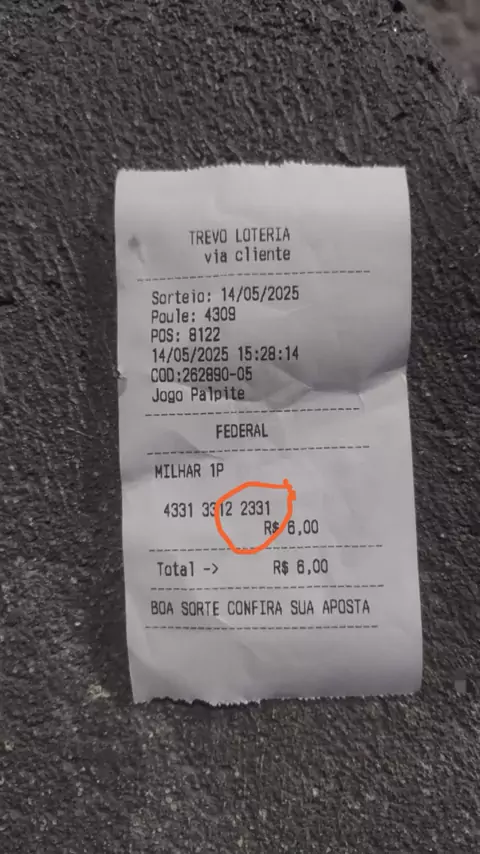 TREVO LOTERIA
via cliente
Sorteio: 14/05/2025
Poule: 4309
POS: 8122
14/05/2025 15:28:14
COD:262890-05
Jogo Palpite
FEDERAL
MILHAR 1P
4331 3312 2331
R$ 6,00
Total -> R$ 6,00
BOA SORTE CONFIRA SUA APOSTA